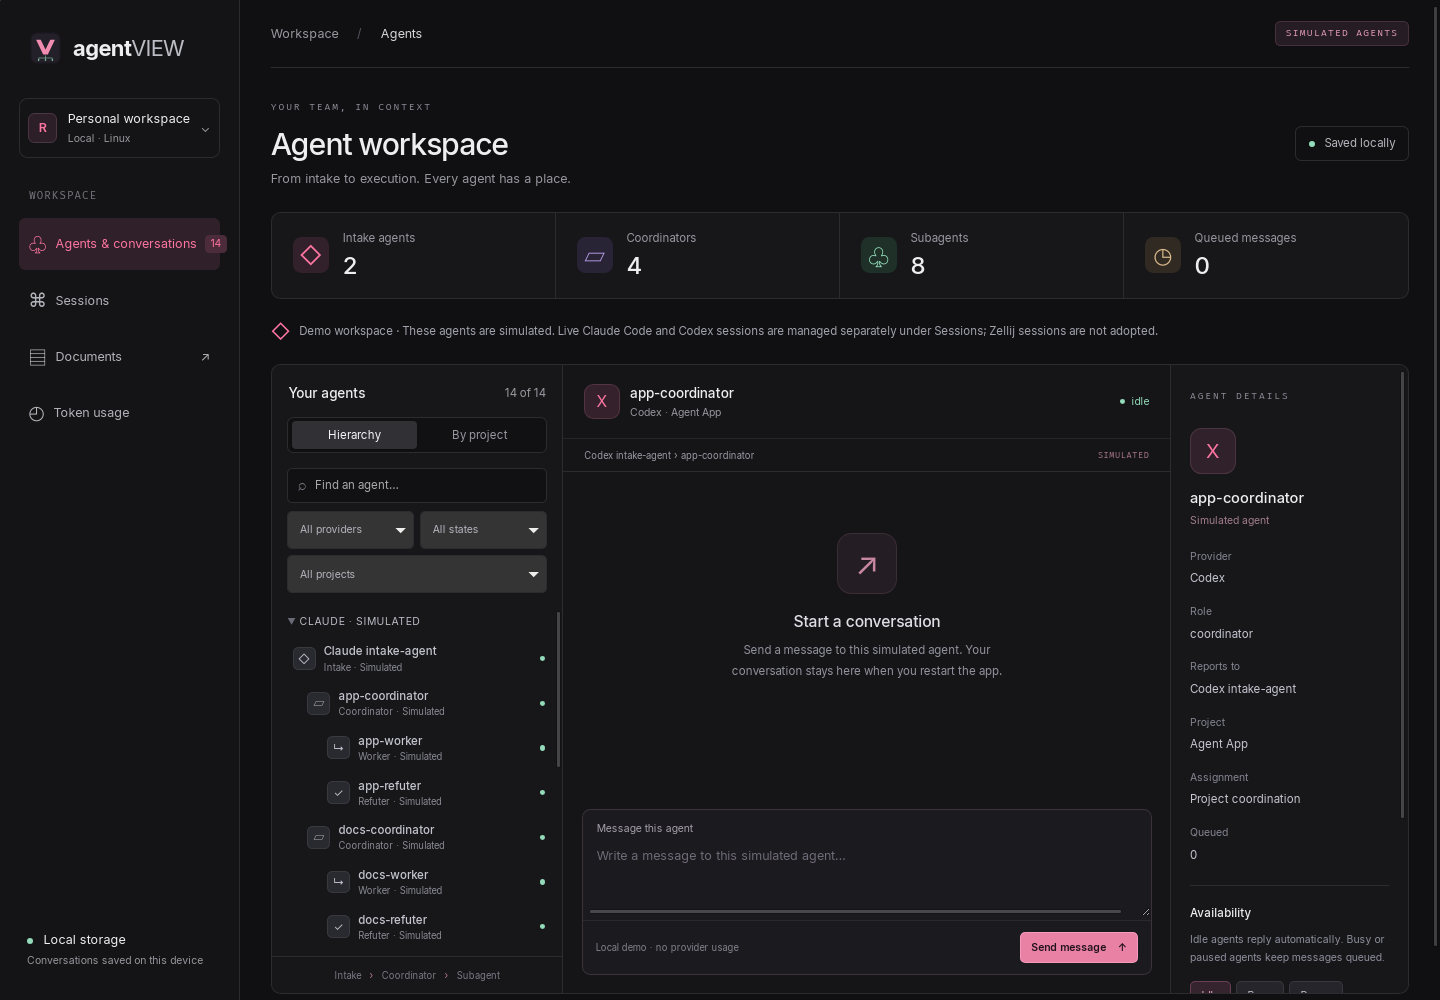 agentVIEW
R
Personal workspace
Local · Linux
WORKSPACE
Agents & conversations 14
Sessions
Documents
Token usage
Local storage
Conversations saved on this device
Workspace / Agents
SIMULATED AGENTS
YOUR TEAM, IN CONTEXT
Agent workspace
From intake to execution. Every agent has a place.
Saved locally
Intake agents
2
Coordinators
4
Subagents
8
Queued messages
0
Demo workspace · These agents are simulated. Live Claude Code and Codex sessions are managed separately under Sessions; Zellij sessions are not adopted.
Your agents 14 of 14
Hierarchy By project
Find an agent...
All providers All states
All projects
CLAUDE · SIMULATED
Claude intake-agent
Intake · Simulated
app-coordinator
Coordinator · Simulated
app-worker
Worker · Simulated
app-refuter
Refuter · Simulated
docs-coordinator
Coordinator · Simulated
docs-worker
Worker · Simulated
docs-refuter
Refuter · Simulated
Intake › Coordinator › Subagent
X
app-coordinator
Codex · Agent App
idle
Codex intake-agent › app-coordinator
SIMULATED
Start a conversation
Send a message to this simulated agent. Your
conversation stays here when you restart the app.
Message this agent
Write a message to this simulated agent...
Local demo · no provider usage
Send message ↑
AGENT DETAILS
X
app-coordinator
Simulated agent
Provider
Codex
Role
coordinator
Reports to
Codex intake-agent
Project
Agent App
Assignment
Project coordination
Queued
0
Availability
Idle agents reply automatically. Busy or
paused agents keep messages queued.